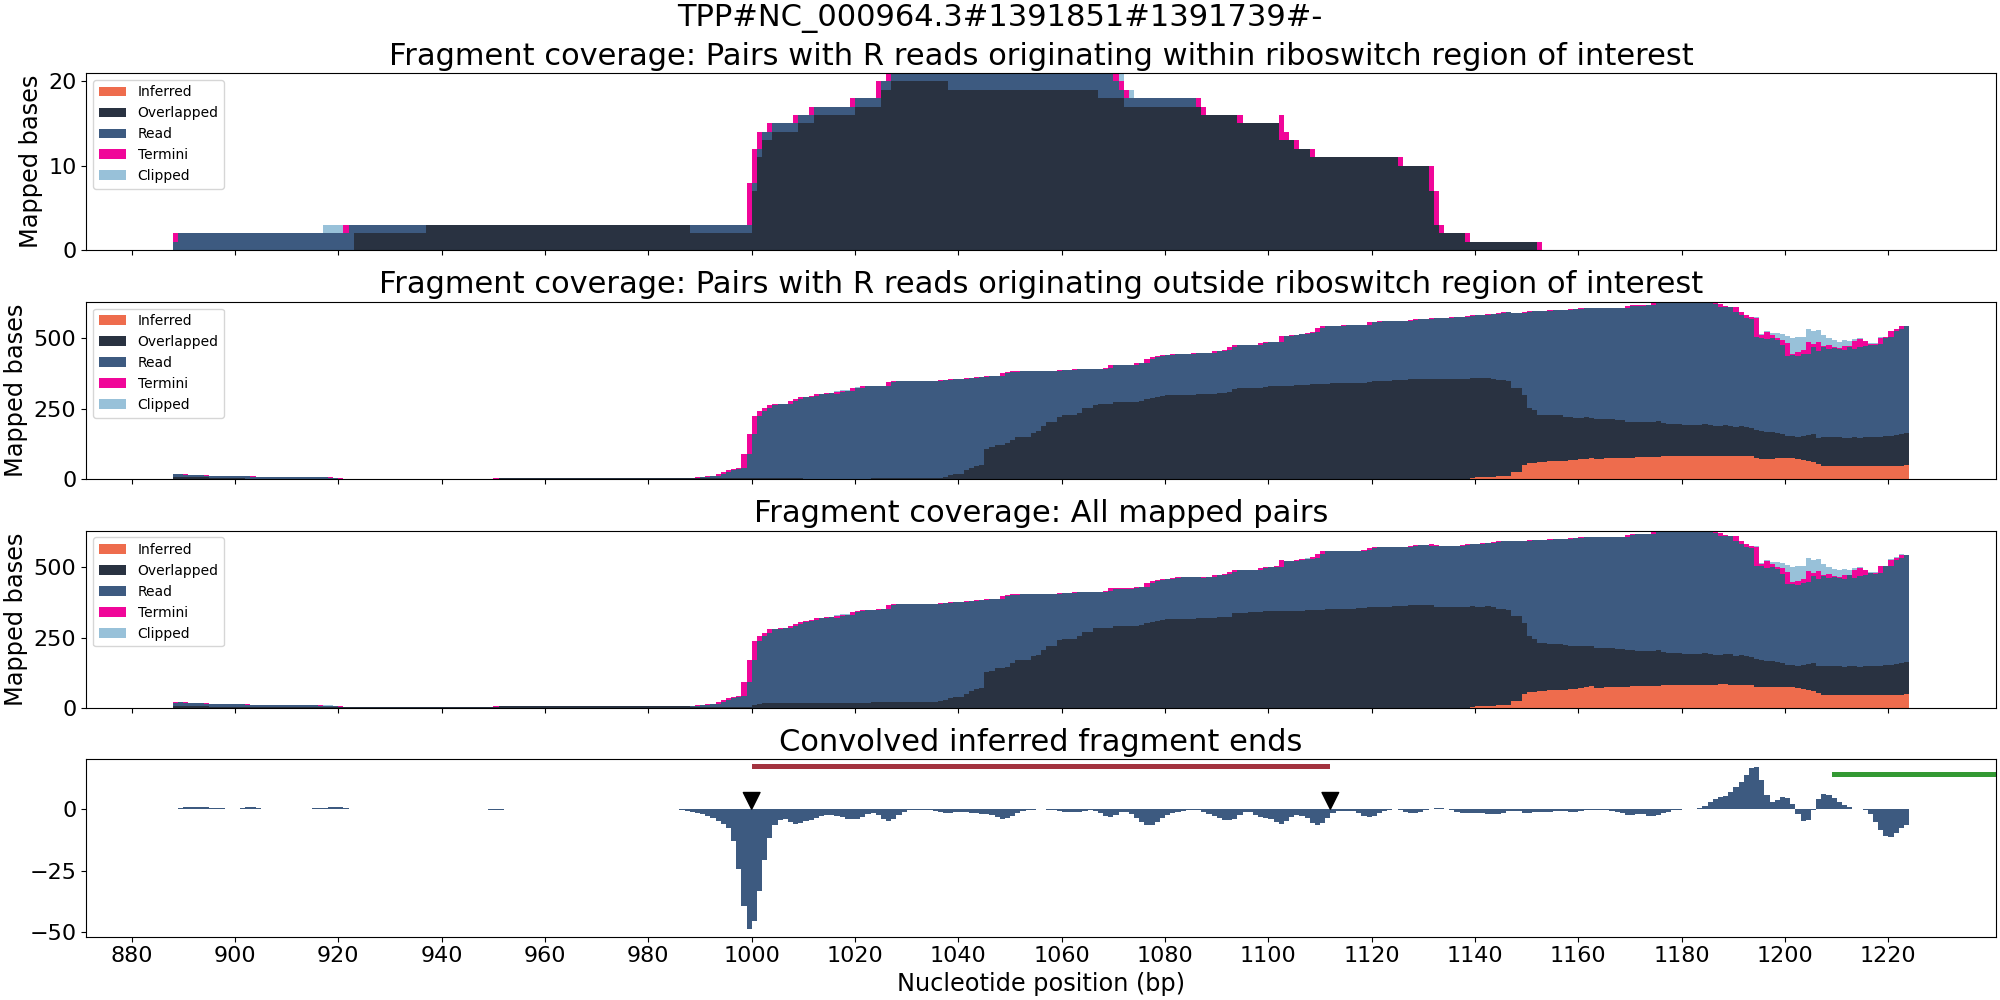 TPP#NC_000964.3#1391851#1391739#-
Fragment coverage: Pairs with R reads originating within riboswitch region of interest
Mapped bases
20
10
0
Inferred
Overlapped
Read
Termini
Clipped
Fragment coverage: Pairs with R reads originating outside riboswitch region of interest
Mapped bases
500
250
0
Inferred
Overlapped
Read
Termini
Clipped
Fragment coverage: All mapped pairs
Mapped bases
500
250
0
Inferred
Overlapped
Read
Termini
Clipped
Convolved inferred fragment ends
0
−25
−50
880 900 920 940 960 980 1000 1020 1040 1060 1080 1100 1120 1140 1160 1180 1200 1220
Nucleotide position (bp)